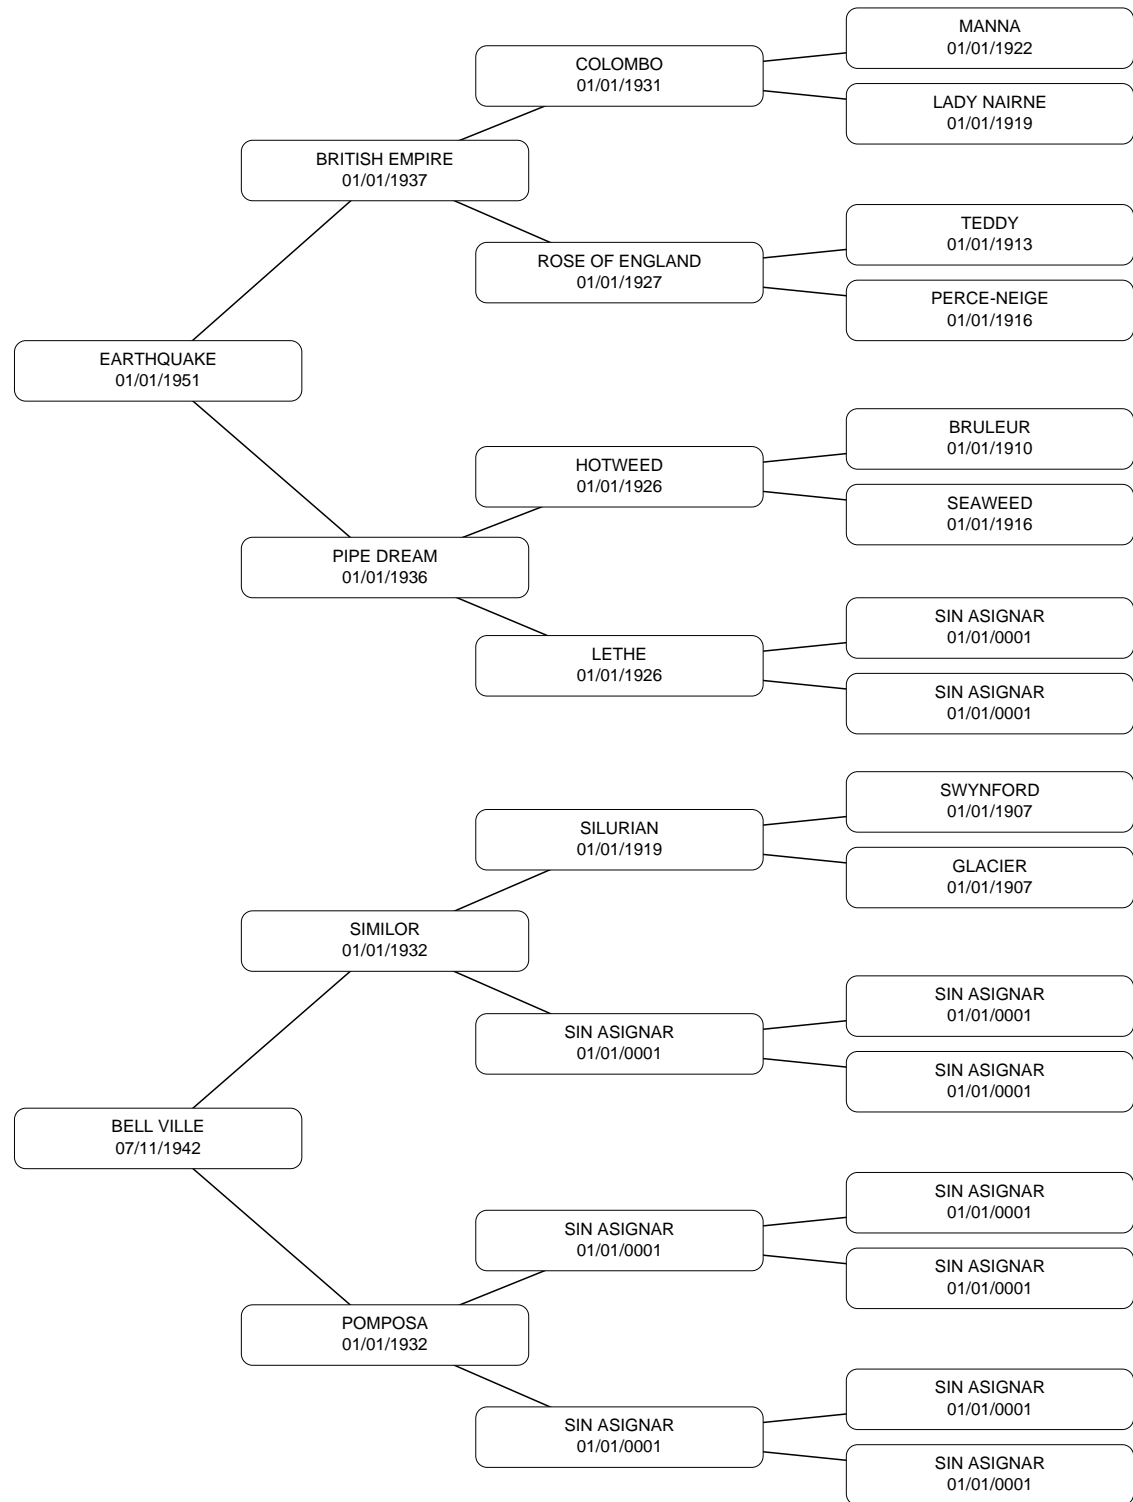 MANNA
01/01/1922
COLOMBO
01/01/1931
LADY NAIRNE
01/01/1919
BRITISH EMPIRE
01/01/1937
TEDDY
01/01/1913
ROSE OF ENGLAND
01/01/1927
PERCE-NEIGE
01/01/1916
EARTHQUAKE
01/01/1951
BRULEUR
01/01/1910
HOTWEED
01/01/1926
SEAWEED
01/01/1916
PIPE DREAM
01/01/1936
SIN ASIGNAR
01/01/0001
LETHE
01/01/1926
SIN ASIGNAR
01/01/0001
SWYNFORD
01/01/1907
SILURIAN
01/01/1919
GLACIER
01/01/1907
SIMILOR
01/01/1932
SIN ASIGNAR
01/01/0001
SIN ASIGNAR
01/01/0001
SIN ASIGNAR
01/01/0001
BELL VILLE
07/11/1942
SIN ASIGNAR
01/01/0001
SIN ASIGNAR
01/01/0001
SIN ASIGNAR
01/01/0001
POMPOSA
01/01/1932
SIN ASIGNAR
01/01/0001
SIN ASIGNAR
01/01/0001
SIN ASIGNAR
01/01/0001